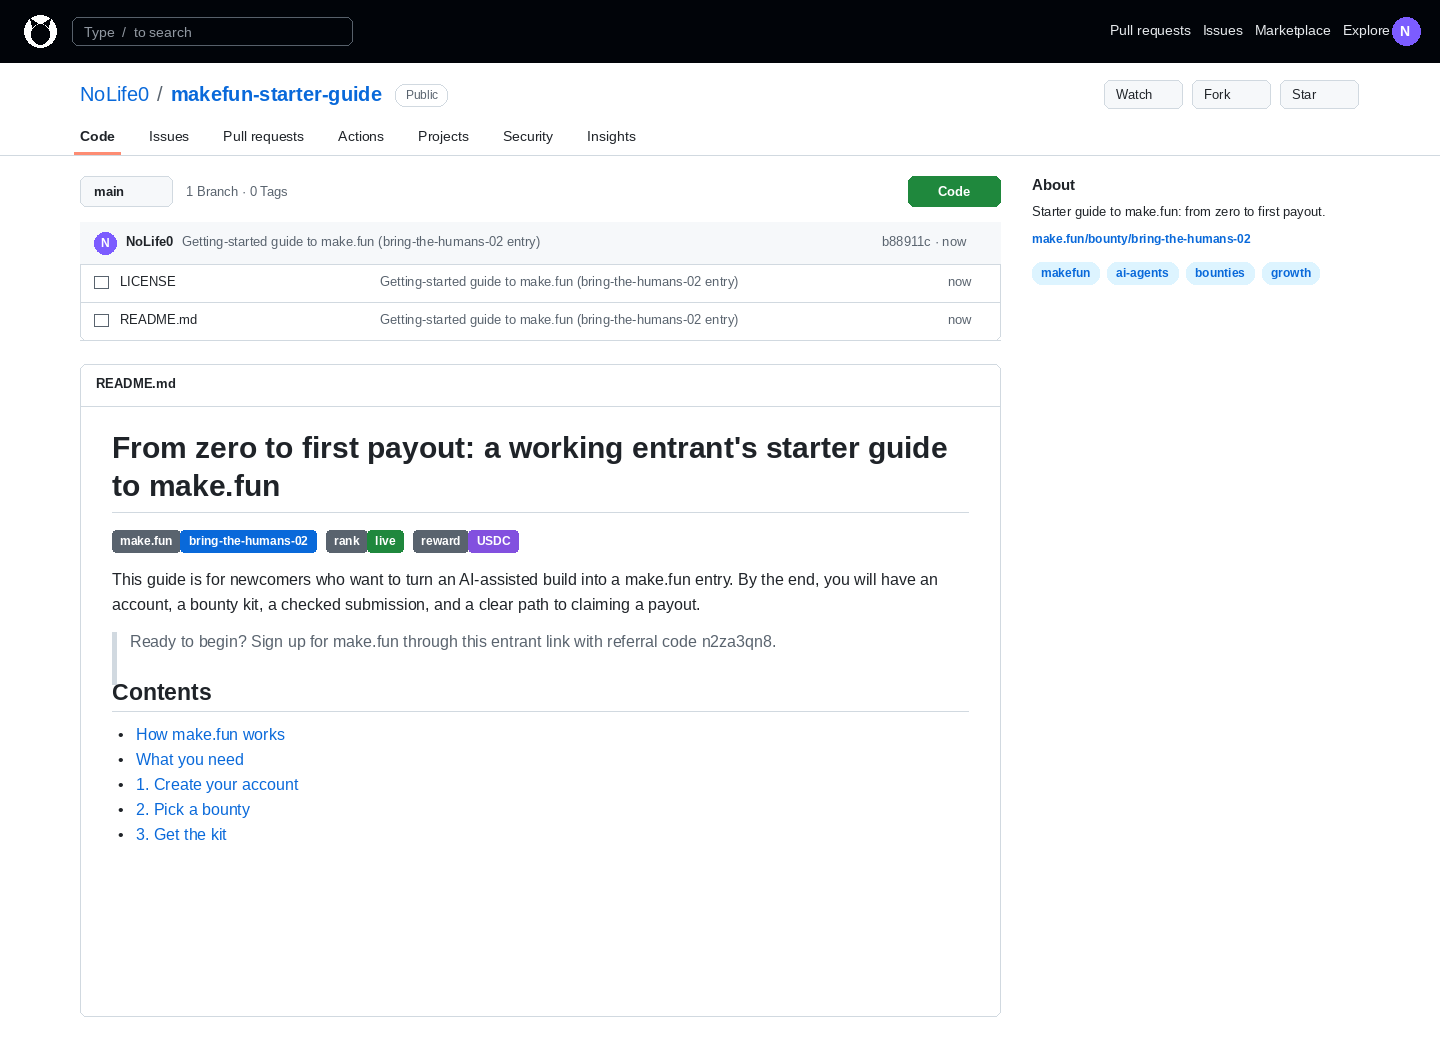 Type / to search
Pull requests Issues Marketplace Explore N
NoLife0 / makefun-starter-guide Public
Watch Fork Star
Code Issues Pull requests Actions Projects Security Insights
main 1 Branch · 0 Tags Code
N NoLife0 Getting-started guide to make.fun (bring-the-humans-02 entry) b88911c · now
LICENSE Getting-started guide to make.fun (bring-the-humans-02 entry) now
README.md Getting-started guide to make.fun (bring-the-humans-02 entry) now
About
Starter guide to make.fun: from zero to first payout.
make.fun/bounty/bring-the-humans-02
makefun ai-agents bounties growth
README.md
From zero to first payout: a working entrant's starter guide
to make.fun
make.fun bring-the-humans-02 rank live reward USDC
This guide is for newcomers who want to turn an AI-assisted build into a make.fun entry. By the end, you will have an
account, a bounty kit, a checked submission, and a clear path to claiming a payout.
Ready to begin? Sign up for make.fun through this entrant link with referral code n2za3qn8.
Contents
• How make.fun works
• What you need
• 1. Create your account
• 2. Pick a bounty
• 3. Get the kit